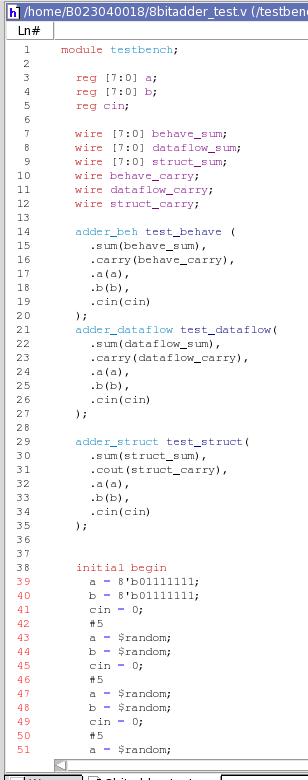 /home/B023040018/8bitadder_test.v (/testbenc
Ln#
1 module testbench;
2
3 reg [7:0] a;
4 reg [7:0] b;
5 reg cin;
6
7 wire [7:0] behave_sum;
8 wire [7:0] dataflow_sum;
9 wire [7:0] struct_sum;
10 wire behave_carry;
11 wire dataflow_carry;
12 wire struct_carry;
13
14 adder_beh test_behave (
15 .sum(behave_sum),
16 .carry(behave_carry),
17 .a(a),
18 .b(b),
19 .cin(cin)
20 );
21 adder_dataflow test_dataflow(
22 .sum(dataflow_sum),
23 .carry(dataflow_carry),
24 .a(a),
25 .b(b),
26 .cin(cin)
27 );
28
29 adder_struct test_struct(
30 .sum(struct_sum),
31 .cout(struct_carry),
32 .a(a),
33 .b(b),
34 .cin(cin)
35 );
36
37
38 initial begin
39 a = 8'b01111111;
40 b = 8'b01111111;
41 cin = 0;
42 #5
43 a = $random;
44 b = $random;
45 cin = 0;
46 #5
47 a = $random;
48 b = $random;
49 cin = 0;
50 #5
51 a = $random;